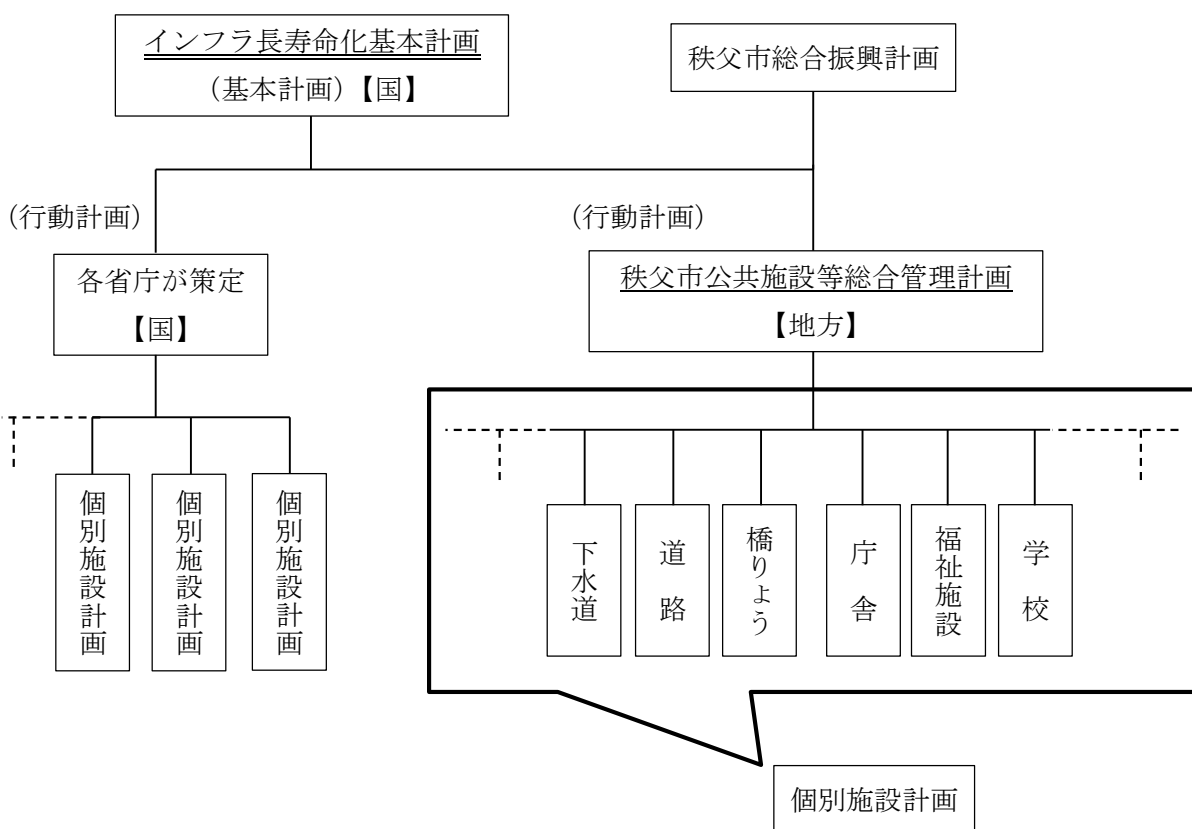 インフラ長寿命化基本計画
(基本計画)【国】
秩父市総合振興計画
(行動計画)
(行動計画)
各省庁が策定
【国】
秩父市公共施設等総合管理計画
【地方】
個別施設計画
個別施設計画
個別施設計画
下水道
道路
橋りょう
庁舎
福祉施設
学校
個別施設計画